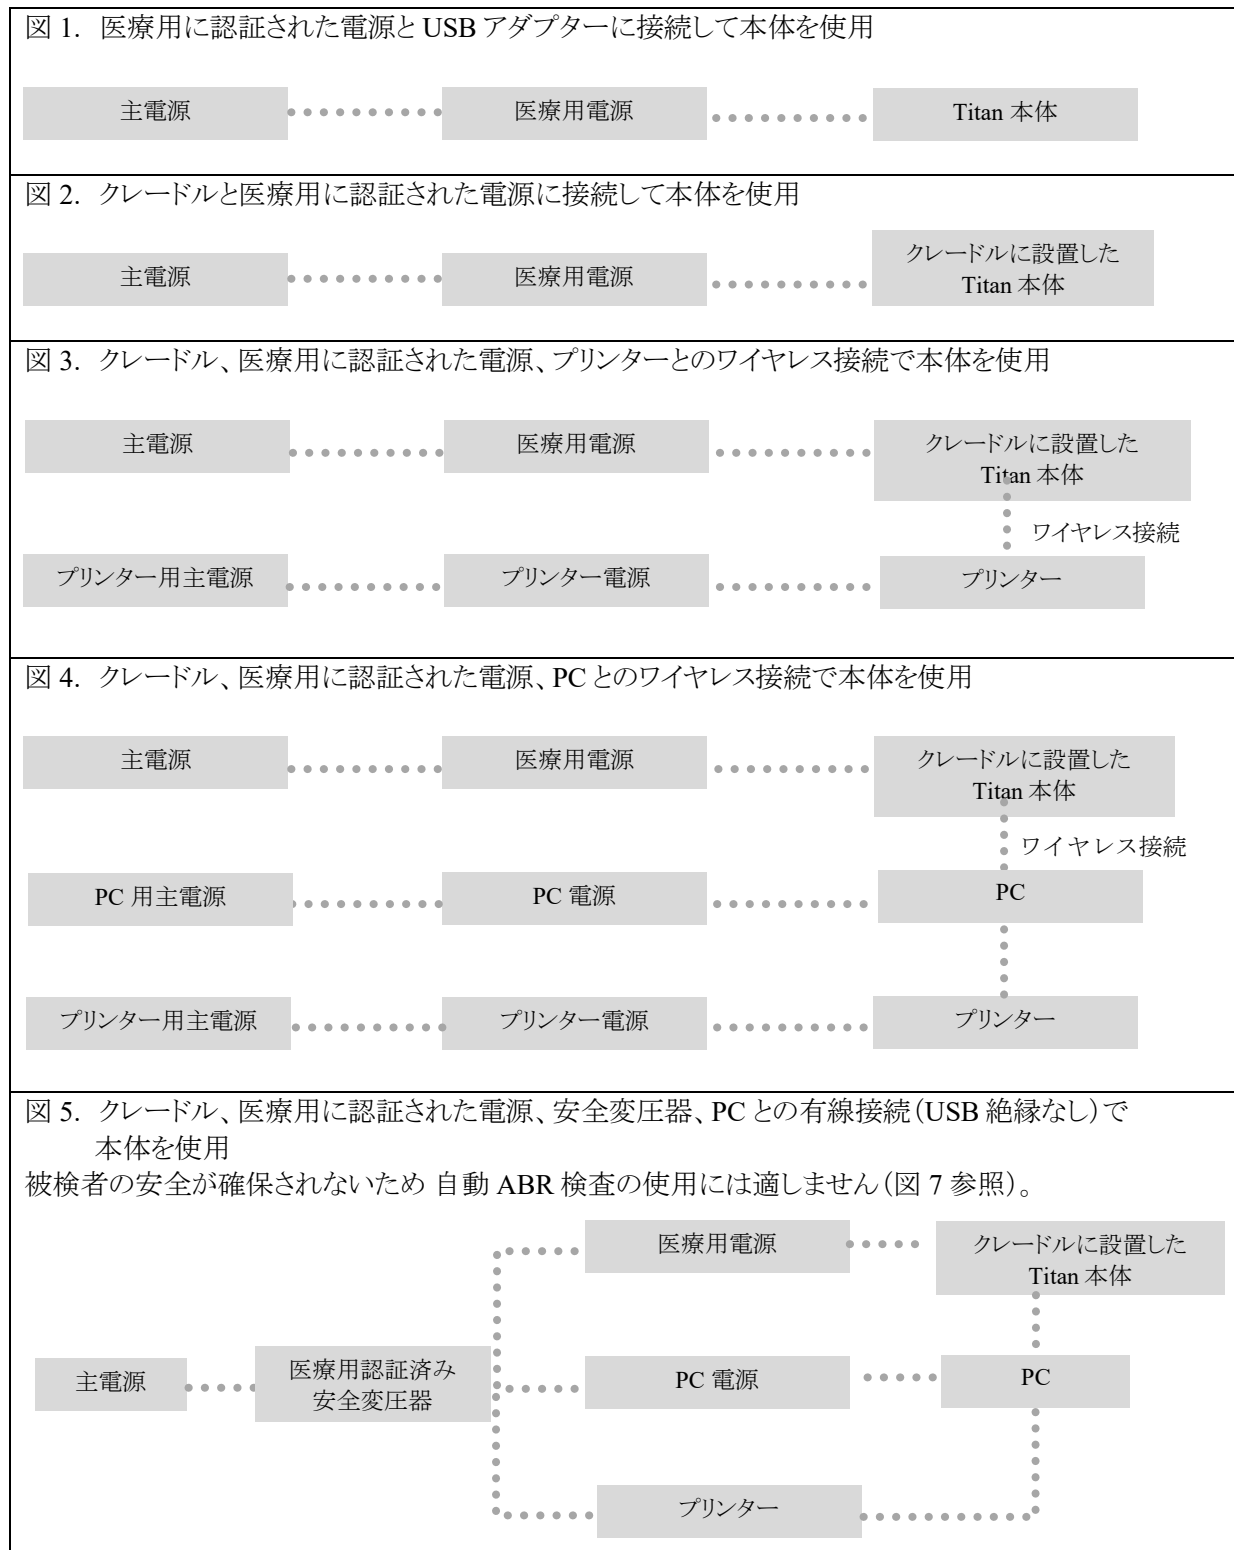 図 1. 医療用に認証された電源と USB アダプターに接続して本体を使用
主電源
医療用電源
Titan 本体
図 2. クレードルと医療用に認証された電源に接続して本体を使用
主電源
医療用電源
クレードルに設置した
Titan 本体
図 3. クレードル、医療用に認証された電源、プリンターとのワイヤレス接続で本体を使用
主電源
医療用電源
クレードルに設置した
Titan 本体
ワイヤレス接続
プリンター用主電源
プリンター電源
プリンター
図 4. クレードル、医療用に認証された電源、PC とのワイヤレス接続で本体を使用
主電源
医療用電源
クレードルに設置した
Titan 本体
ワイヤレス接続
PC 用主電源
PC 電源
PC
プリンター用主電源
プリンター電源
プリンター
図 5. クレードル、医療用に認証された電源、安全変圧器、PC との有線接続（USB 絶縁なし）で
本体を使用
被検者の安全が確保されないため 自動 ABR 検査の使用には適しません（図 7 参照）。
医療用電源
クレードルに設置した
Titan 本体
主電源
医療用認証済み
安全変圧器
PC 電源
PC
プリンター